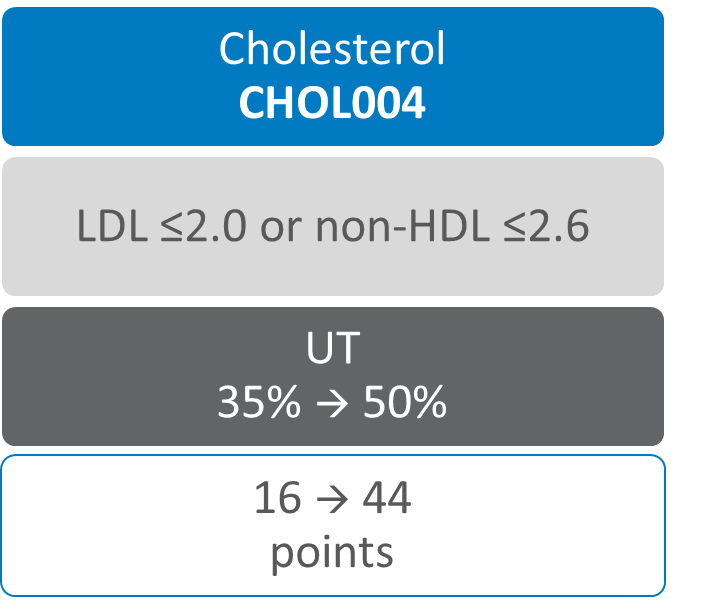 Cholesterol
CHOL004
LDL ≤2.0 or non-HDL ≤2.6
UT
35% → 50%
16 → 44
points